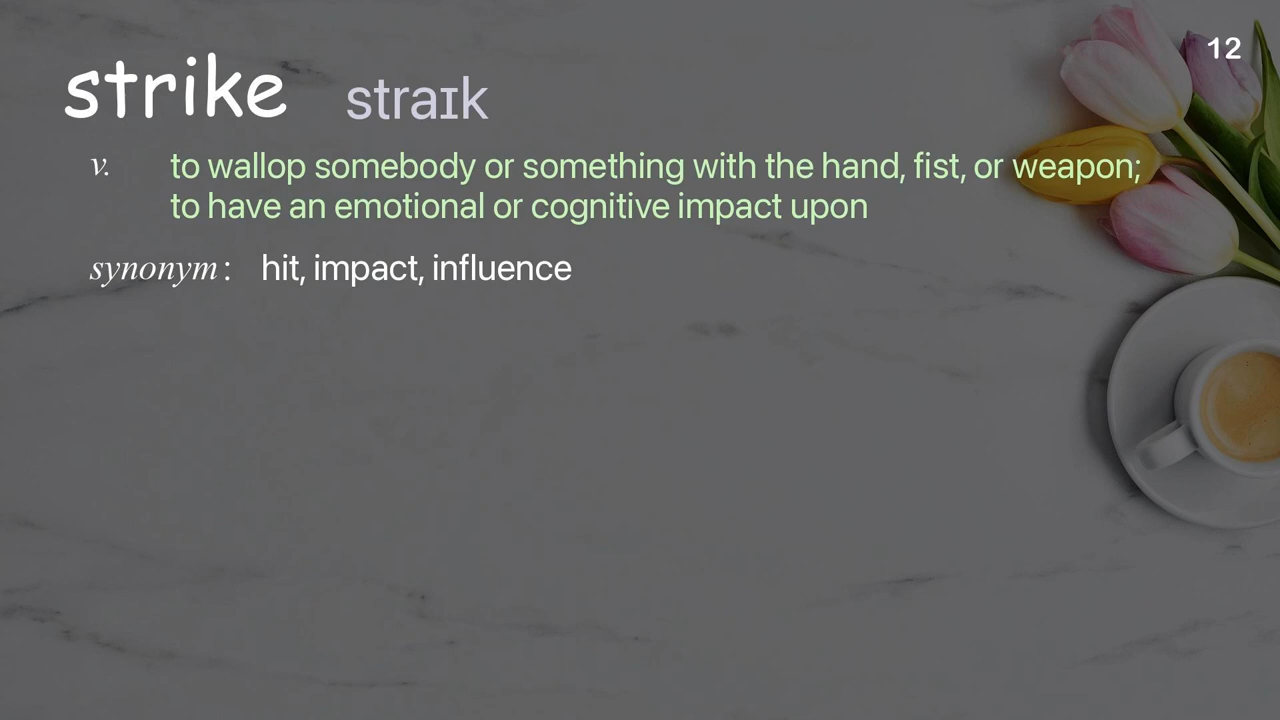 12
strike straɪk
v. to wallop somebody or something with the hand, fist, or weapon;
to have an emotional or cognitive impact upon
synonym: hit, impact, influence